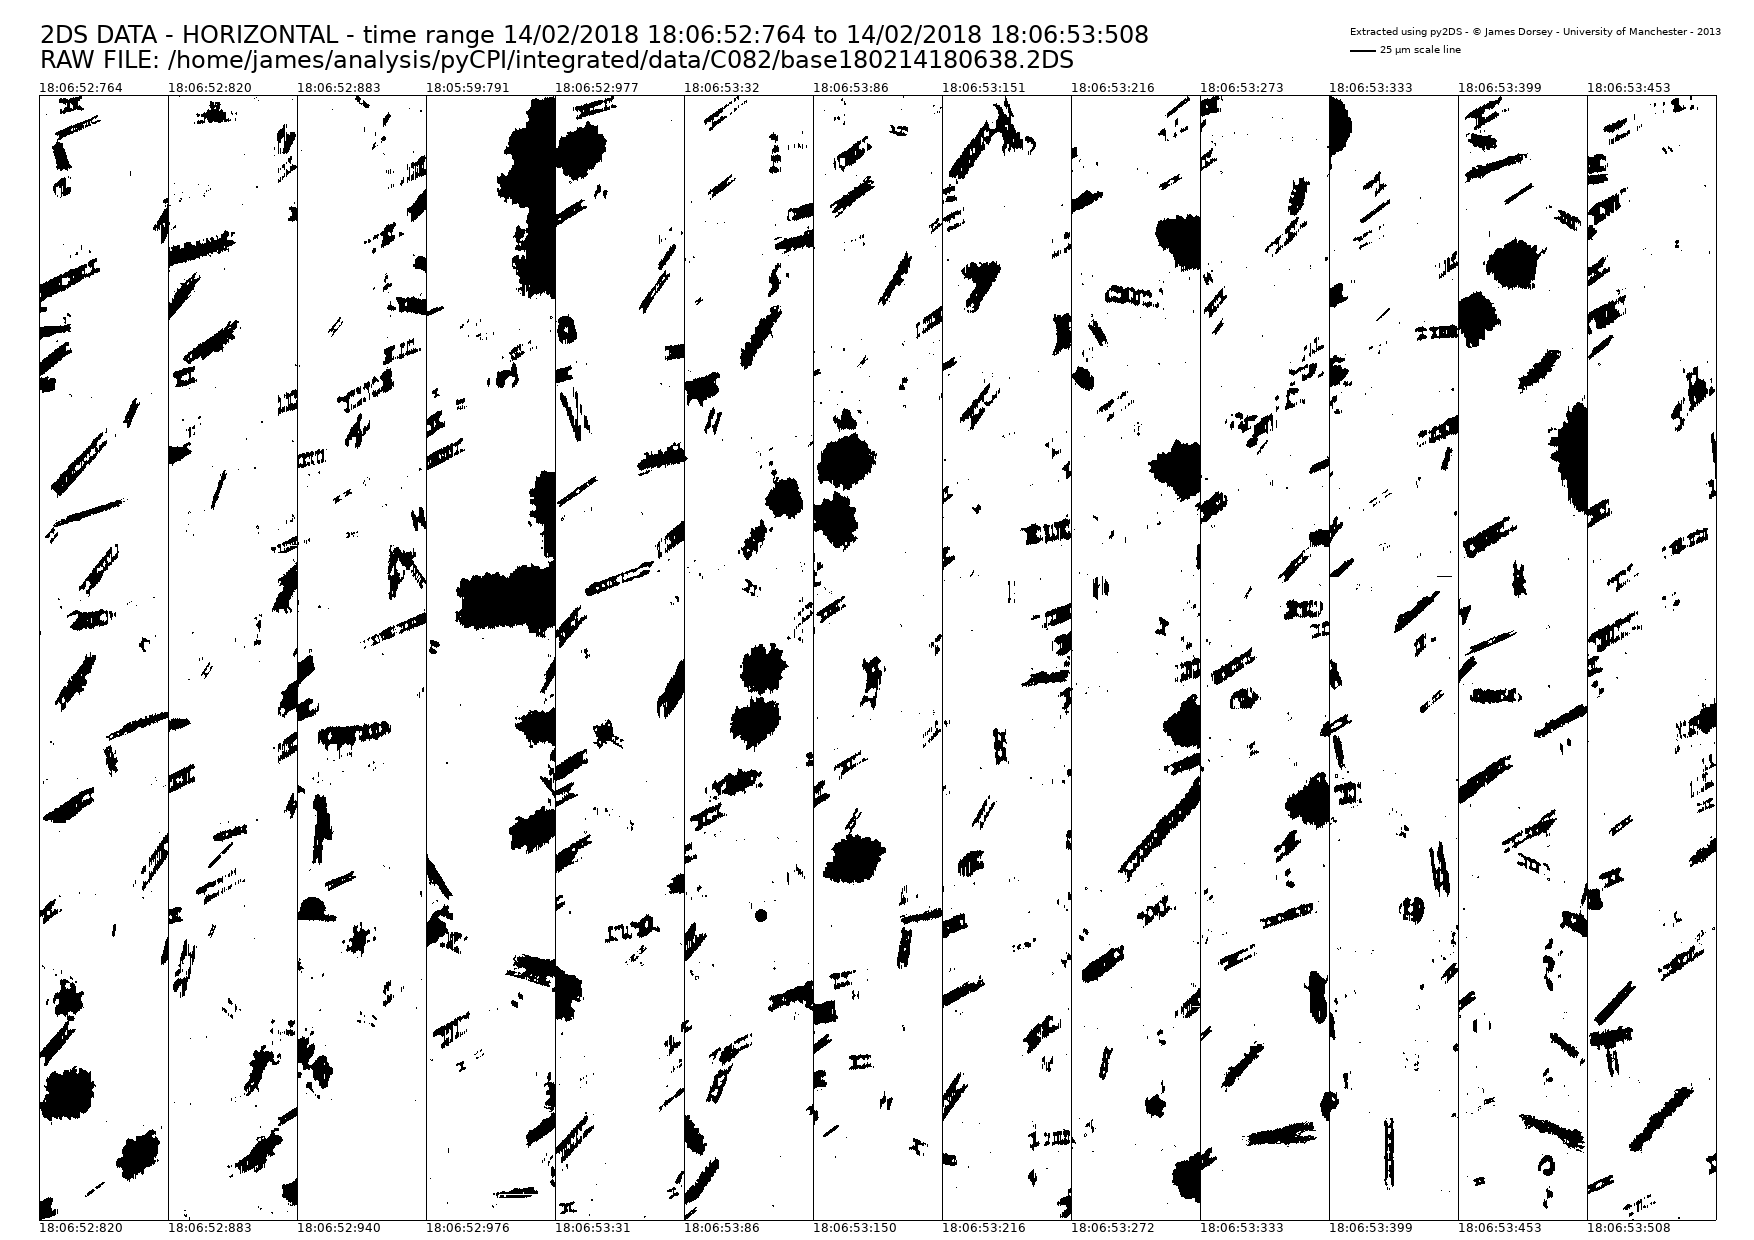 2DS DATA - HORIZONTAL - time range 14/02/2018 18:06:52:764 to 14/02/2018 18:06:53:508
RAW FILE: /home/james/analysis/pyCPI/integrated/data/C082/base180214180638.2DS
Extracted using py2DS - © James Dorsey - University of Manchester - 2013
25 µm scale line
18:06:52:764 18:06:52:820 18:06:52:883 18:05:59:791 18:06:52:977 18:06:53:32 18:06:53:86 18:06:53:151 18:06:53:216 18:06:53:273 18:06:53:333 18:06:53:399 18:06:53:453
18:06:52:820 18:06:52:883 18:06:52:940 18:06:52:976 18:06:53:31 18:06:53:86 18:06:53:150 18:06:53:216 18:06:53:272 18:06:53:333 18:06:53:399 18:06:53:453 18:06:53:508